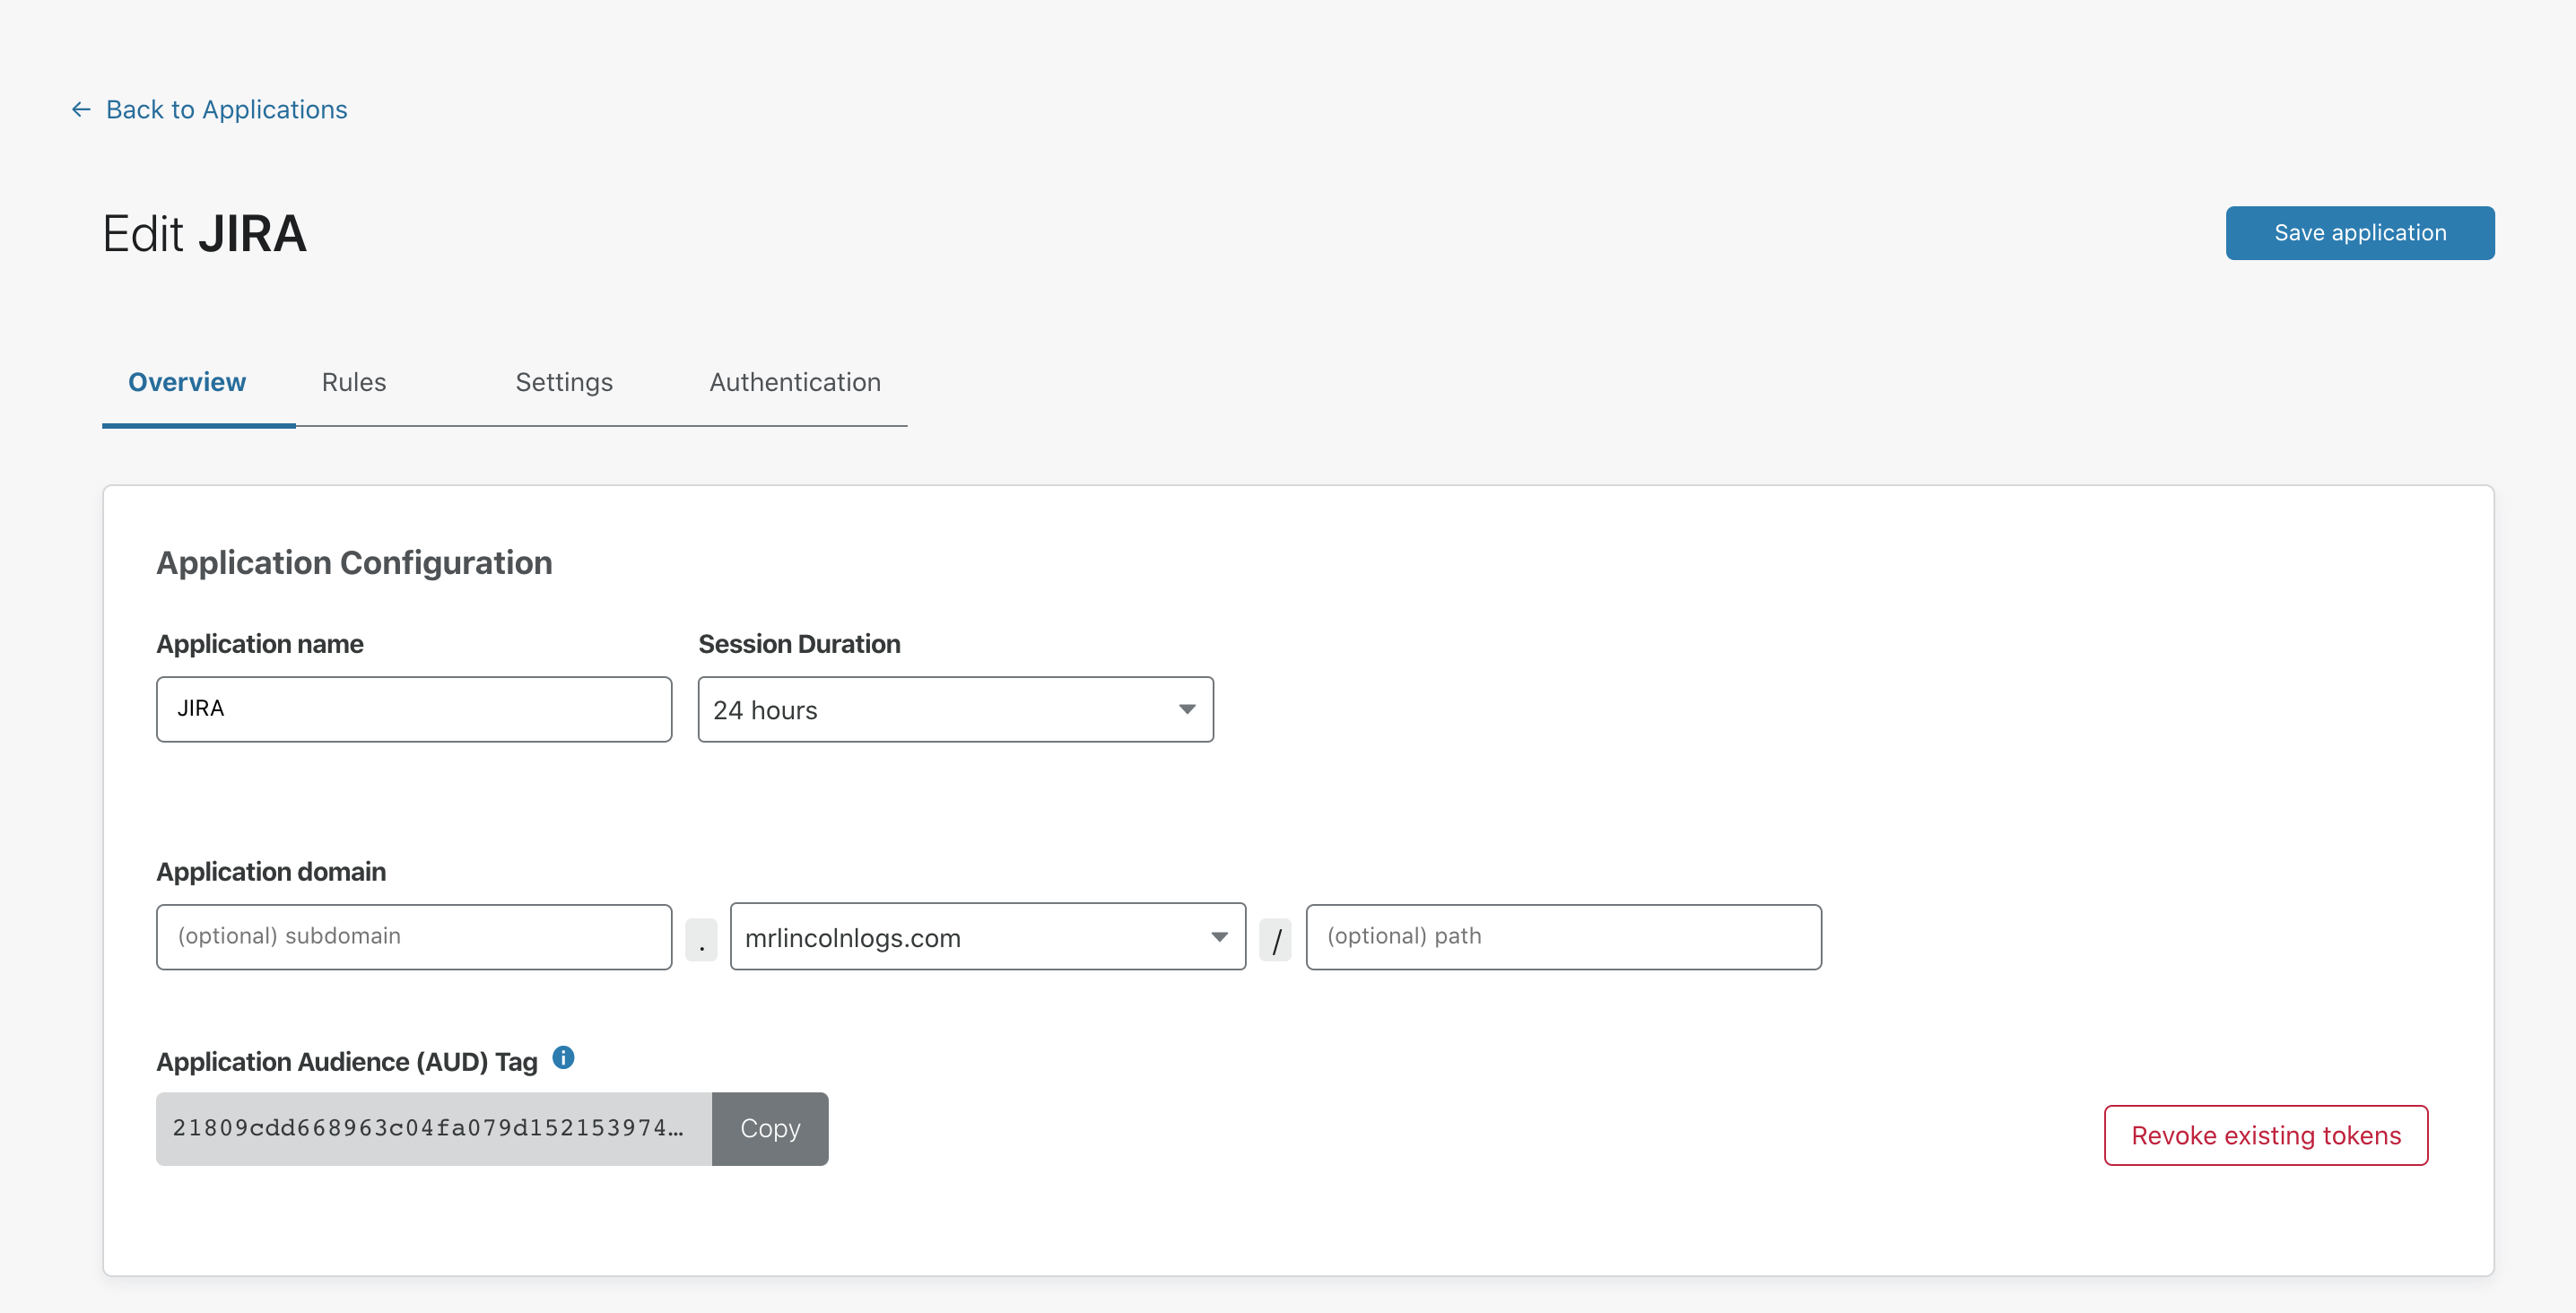 ← Back to Applications
Edit JIRA
Save application
Overview Rules Settings Authentication
Application Configuration
Application name Session Duration
JIRA 24 hours
Application domain
(optional) subdomain . mrlincolnlogs.com / (optional) path
Application Audience (AUD) Tag
21809cdd668963c04fa079d152153974… Copy
Revoke existing tokens